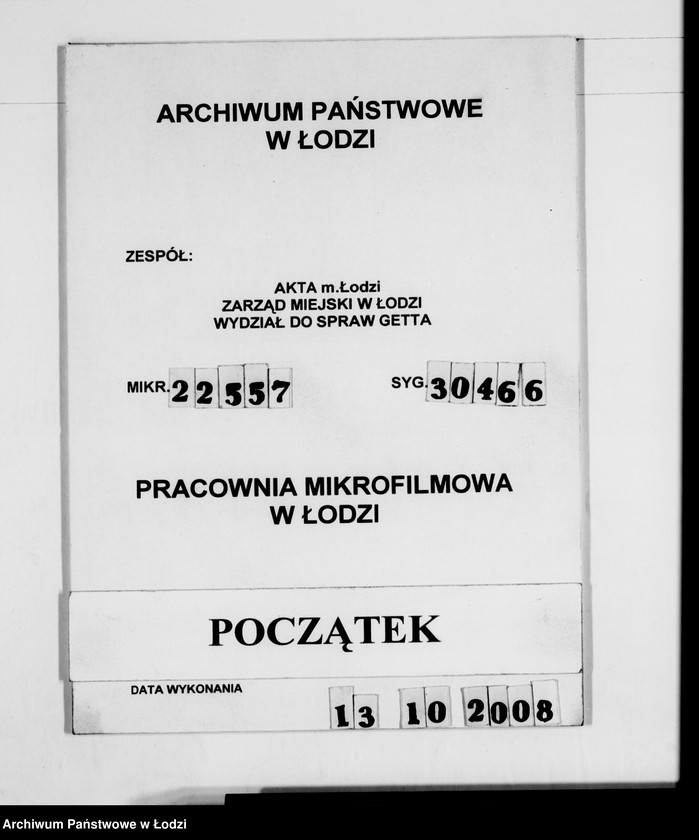 ARCHIWUM PAŃSTWOWE
W ŁODZI
ZESPÓŁ:
AKTA m.Łodzi
ZARZĄD MIEJSKI W ŁODZI
WYDZIAŁ DO SPRAW GETTA
MIKR. 22557 SYG. 30466
PRACOWNIA MIKROFILMOWA
W ŁODZI
POCZĄTEK
DATA WYKONANIA 13 10 2008
Archiwum Państwowe w Łodzi